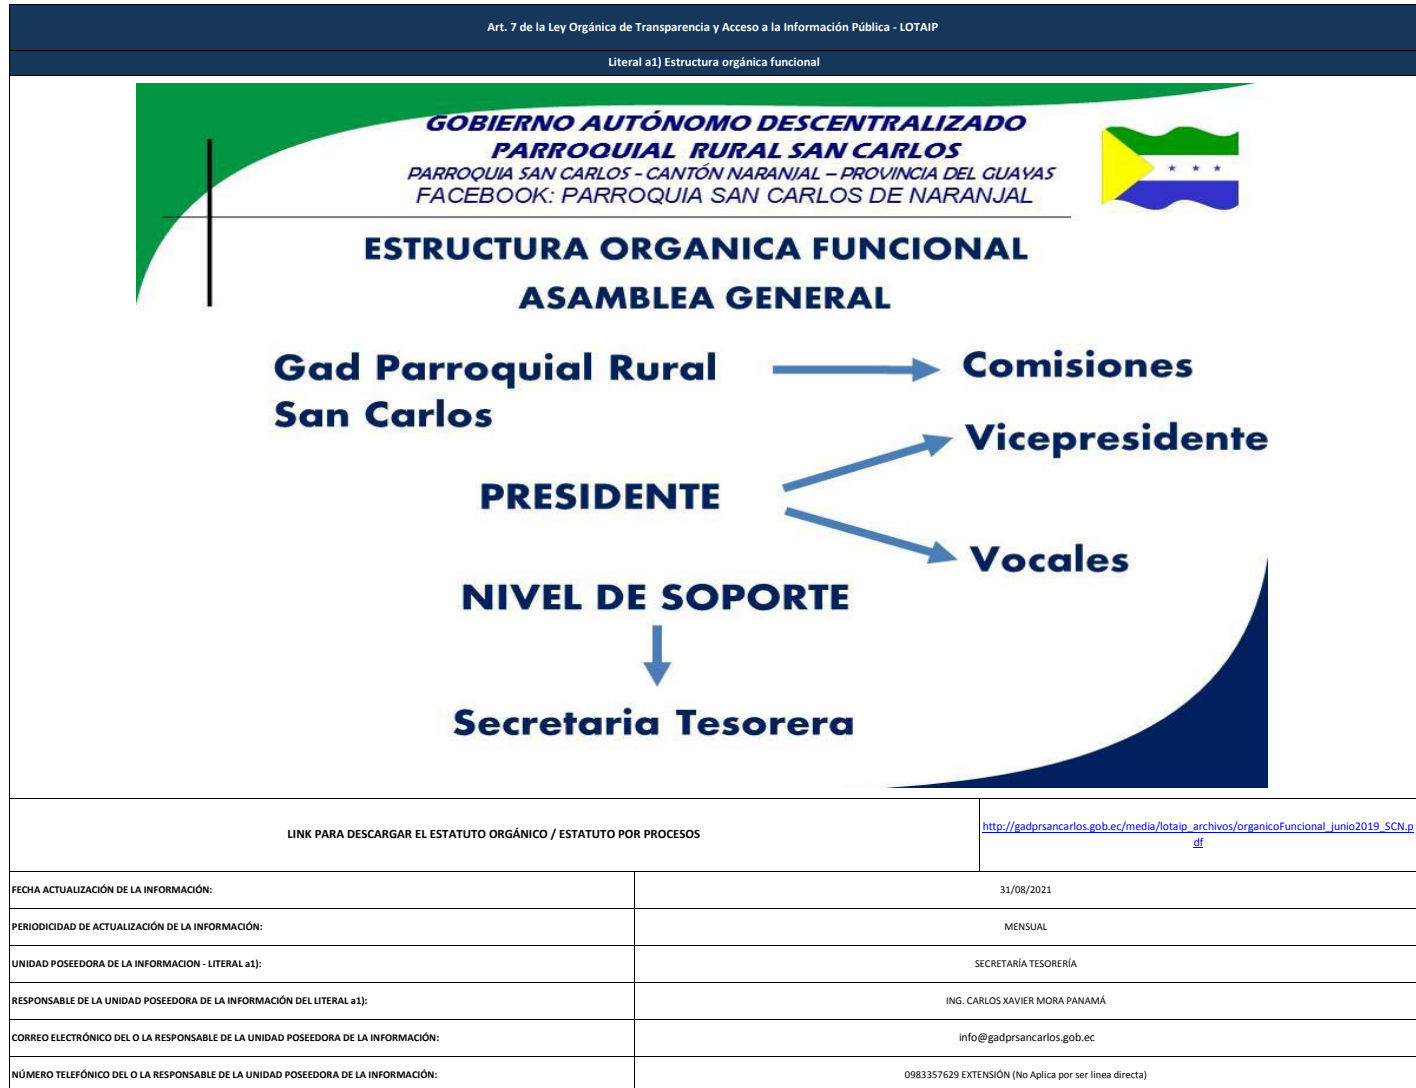 Art. 7 de la Ley Orgánica de Transparencia y Acceso a la Información Pública - LOTAIP
Literal a1) Estructura orgánica funcional
GOBIERNO AUTÓNOMO DESCENTRALIZADO
PARROQUIAL RURAL SAN CARLOS
PARROQUIA SAN CARLOS - CANTÓN NARANJAL – PROVINCIA DEL GUAYAS
FACEBOOK: PARROQUIA SAN CARLOS DE NARANJAL
ESTRUCTURA ORGANICA FUNCIONAL
ASAMBLEA GENERAL
Gad Parroquial Rural
San Carlos
Comisiones
Vicepresidente
PRESIDENTE
Vocales
NIVEL DE SOPORTE
Secretaria Tesorera
LINK PARA DESCARGAR EL ESTATUTO ORGÁNICO / ESTATUTO POR PROCESOS
http://gadprsancarlos.gob.ec/media/lotaip_archivos/organicoFuncional_junio2019_SCN.p
df
FECHA ACTUALIZACIÓN DE LA INFORMACIÓN: 31/08/2021
PERIODICIDAD DE ACTUALIZACIÓN DE LA INFORMACIÓN: MENSUAL
UNIDAD POSEEDORA DE LA INFORMACION - LITERAL a1): SECRETARÍA TESORERÍA
RESPONSABLE DE LA UNIDAD POSEEDORA DE LA INFORMACIÓN DEL LITERAL a1): ING. CARLOS XAVIER MORA PANAMÁ
CORREO ELECTRÓNICO DEL O LA RESPONSABLE DE LA UNIDAD POSEEDORA DE LA INFORMACIÓN: info@gadprsancarlos.gob.ec
NÚMERO TELEFÓNICO DEL O LA RESPONSABLE DE LA UNIDAD POSEEDORA DE LA INFORMACIÓN: 0983357629 EXTENSIÓN (No Aplica por ser linea directa)